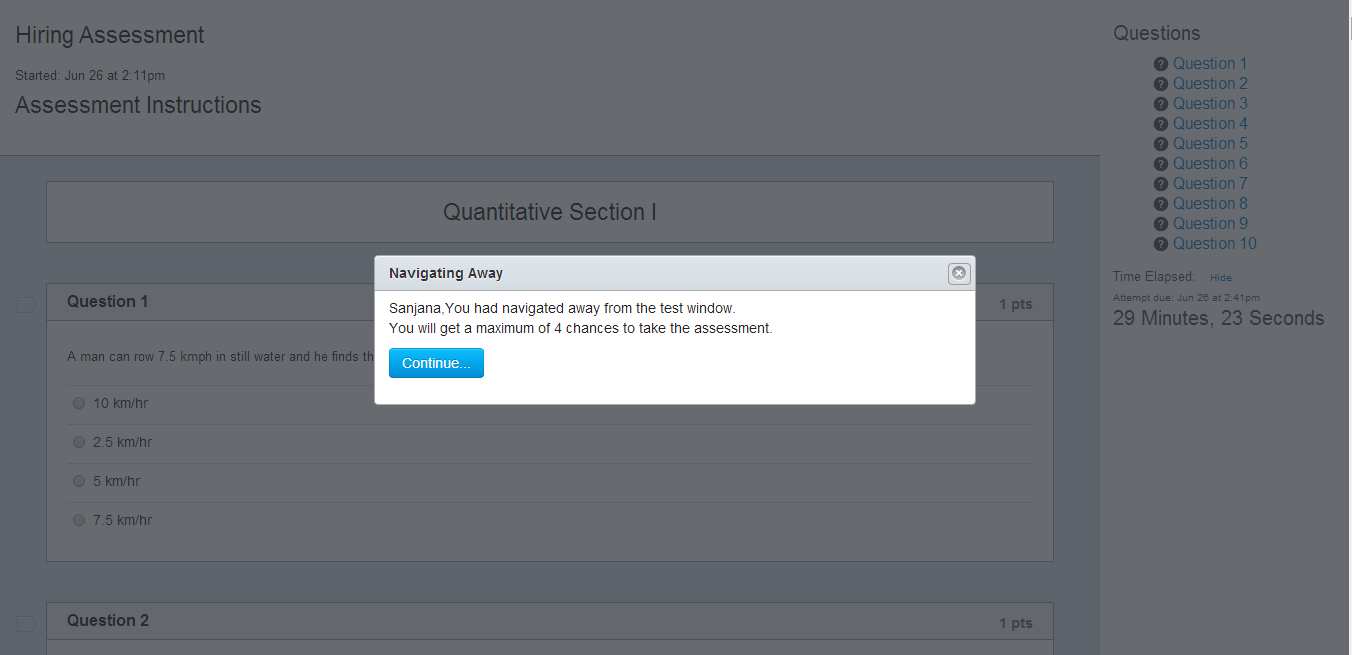 Hiring Assessment
Started: Jun 26 at 2:11pm
Assessment Instructions
Quantitative Section I
Navigating Away
Sanjana,You had navigated away from the test window.
You will get a maximum of 4 chances to take the assessment.
Continue...
Question 1
1 pts
A man can row 7.5 kmph in still water and he finds
10 km/hr
2.5 km/hr
5 km/hr
7.5 km/hr
Question 2
1 pts
Questions
? Question 1
? Question 2
? Question 3
? Question 4
? Question 5
? Question 6
? Question 7
? Question 8
? Question 9
? Question 10
Time Elapsed: Hide
Attempt due: Jun 26 at 2:41pm
29 Minutes, 23 Seconds